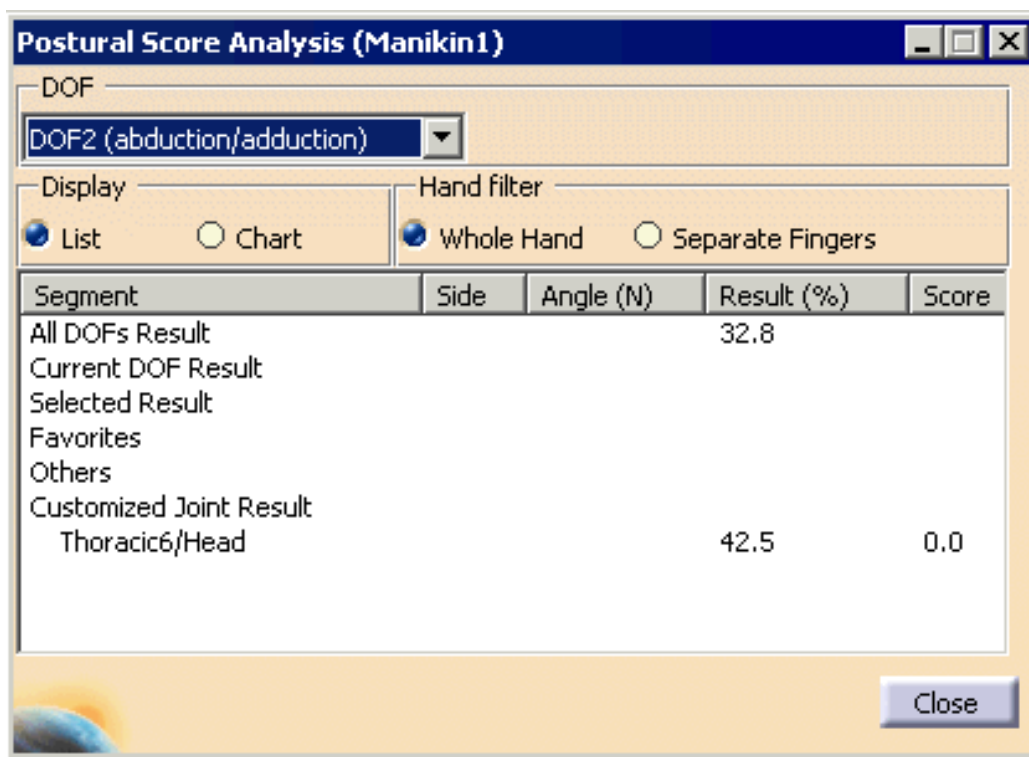 Postural Score Analysis (Manikin1)
DOF
DOF2 (abduction/adduction)
Display Hand filter
List Chart Whole Hand Separate Fingers
Segment Side Angle (N) Result (%) Score
All DOFs Result 32.8
Current DOF Result
Selected Result
Favorites
Others
Customized Joint Result
Thoracic6/Head 42.5 0.0
Close